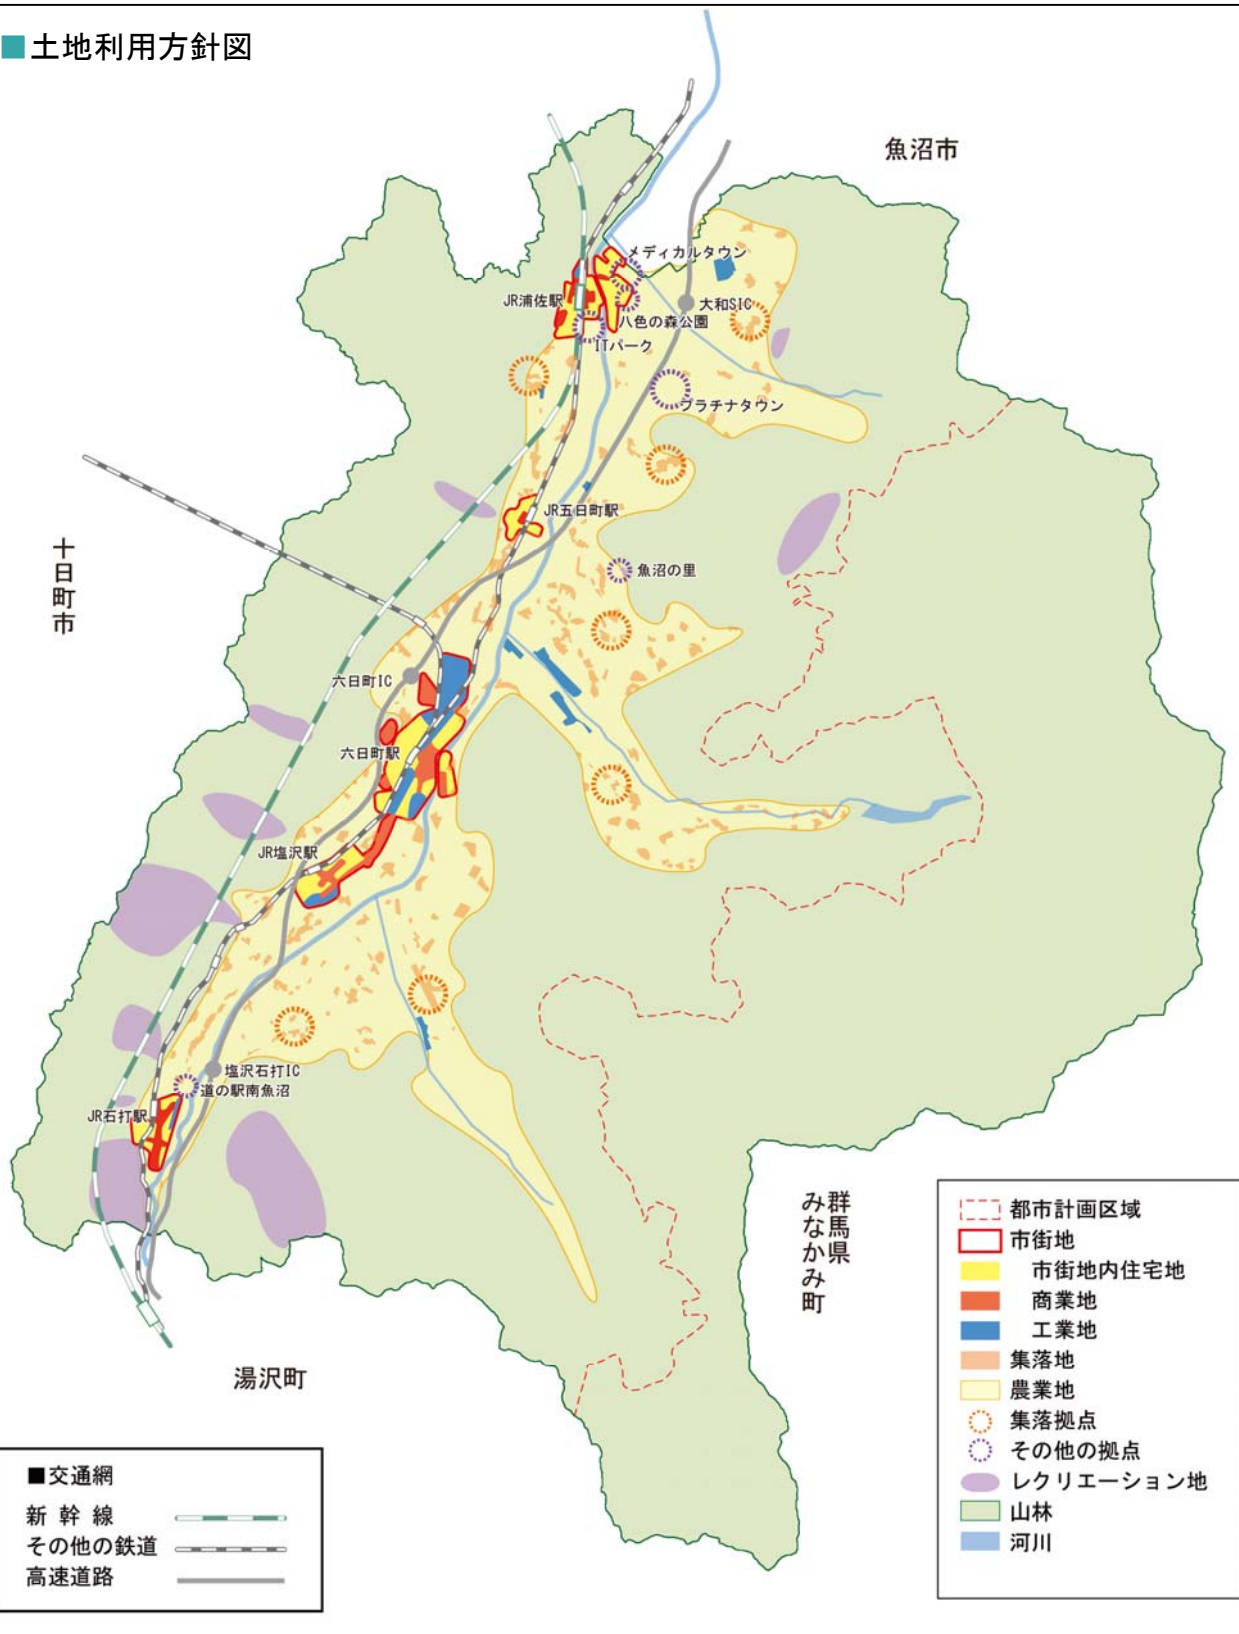 ■土地利用方針図
魚沼市
メディカルタウン
JR浦佐駅
大和SIC
八色の森公園
ITパーク
プラチナタウン
JR五日町駅
十日町市
魚沼の里
六日町IC
六日町駅
JR塩沢駅
塩沢石打IC
道の駅南魚沼
JR石打駅
群馬県
みなかみ町
湯沢町
都市計画区域
市街地
市街地内住宅地
商業地
工業地
集落地
農業地
集落拠点
その他の拠点
レクリエーション地
山林
河川
■交通網
新幹線
その他の鉄道
高速道路